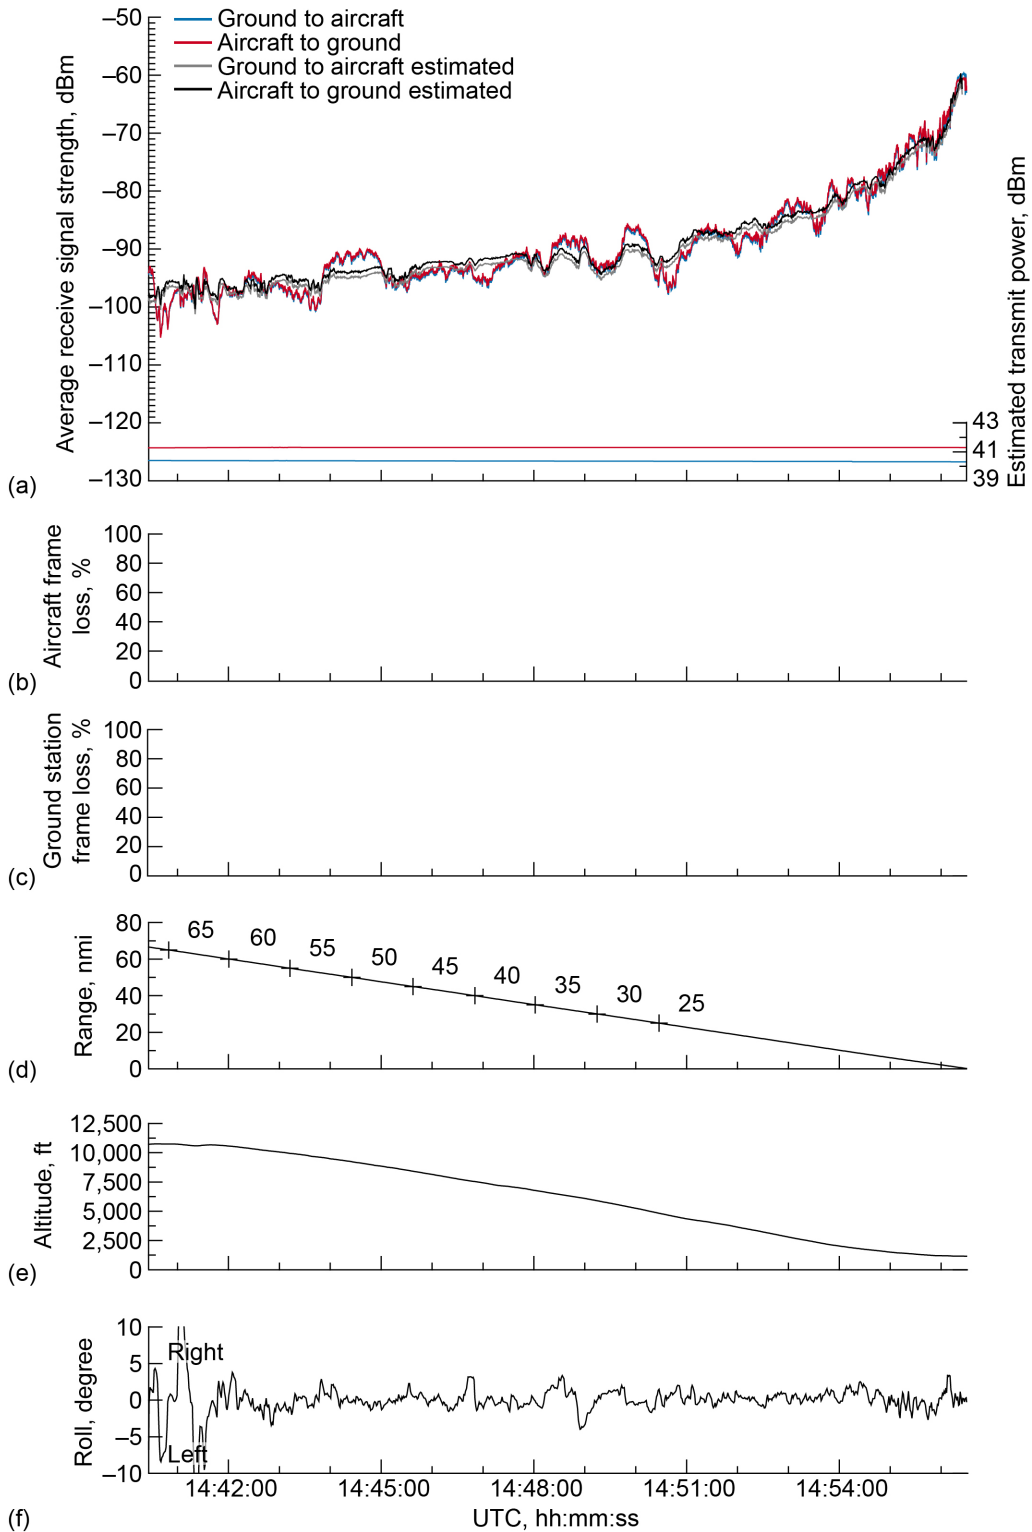 –50
–60
–70
–80
–90
–100
–110
–120
–130
Average receive signal strength, dBm
Ground to aircraft
Aircraft to ground
Ground to aircraft estimated
Aircraft to ground estimated
43
41
39
Estimated transmit power, dBm
(a)
100
80
60
40
20
0
Aircraft frame
loss, %
(b)
100
80
60
40
20
0
Ground station
frame loss, %
(c)
80
60
40
20
0
Range, nmi
65
60
55
50
45
40
35
30
25
(d)
12,500
10,000
7,500
5,000
2,500
0
Altitude, ft
(e)
10
5
0
–5
–10
Roll, degree
Right
Left
14:42:00
14:45:00
14:48:00
14:51:00
14:54:00
UTC, hh:mm:ss
(f)